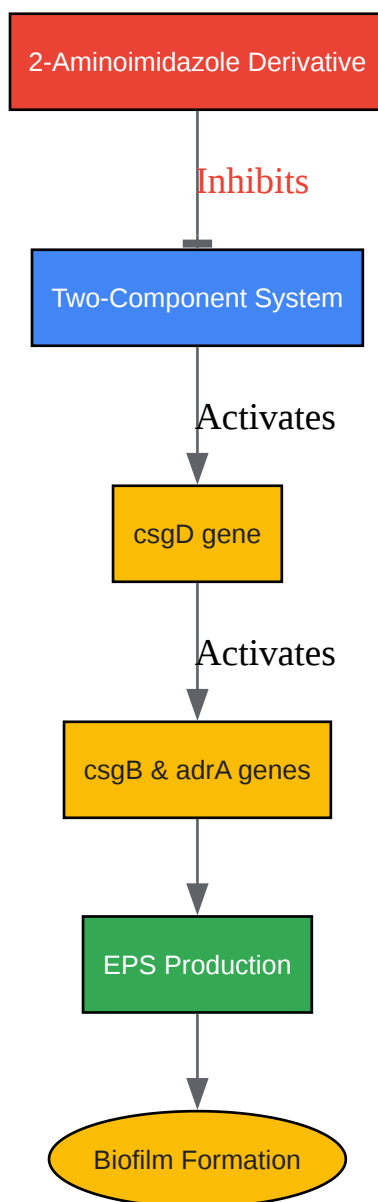 2-Aminoimidazole Derivative
Inhibits
Two-Component System
Activates
csgD gene
Activates
csgB & adrA genes
EPS Production
Biofilm Formation